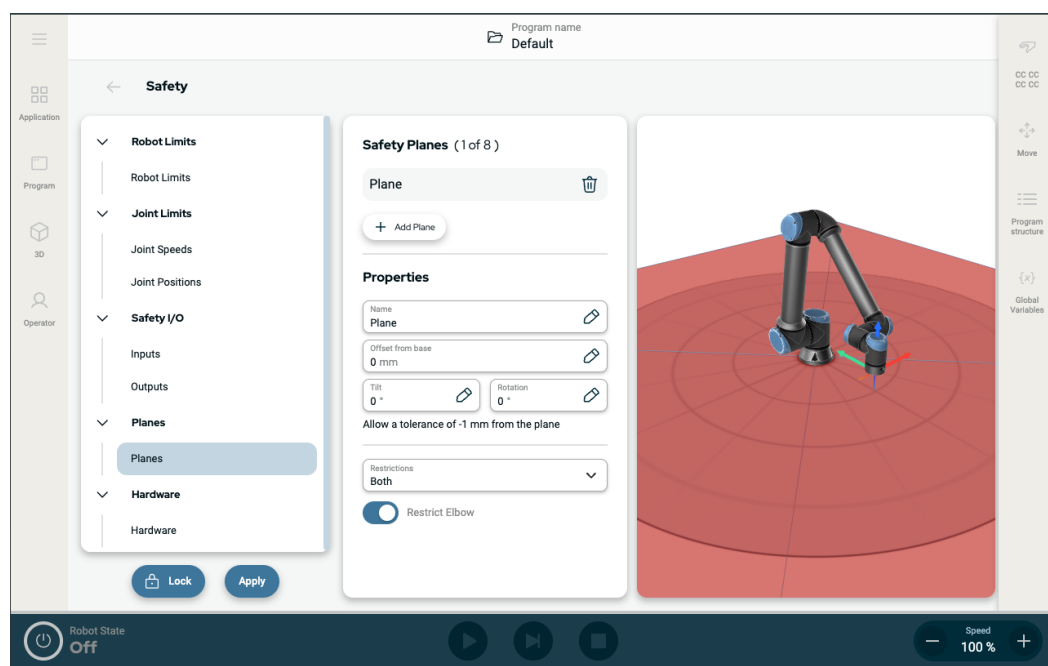 Program name
Default
Safety
Application
Program
3D
Operator
Robot Limits
Robot Limits
Joint Limits
Joint Speeds
Joint Positions
Safety I/O
Inputs
Outputs
Planes
Planes
Hardware
Hardware
Lock
Apply
Safety Planes (1 of 8)
Plane
+ Add Plane
Properties
Name
Plane
Offset from base
0 mm
Tilt
0 °
Rotation
0 °
Allow a tolerance of -1 mm from the plane
Restrictions
Both
Restrict Elbow
CC CC
CC CC
Move
Program
structure
{x}
Global
Variables
Robot State
Off
Speed
100 %